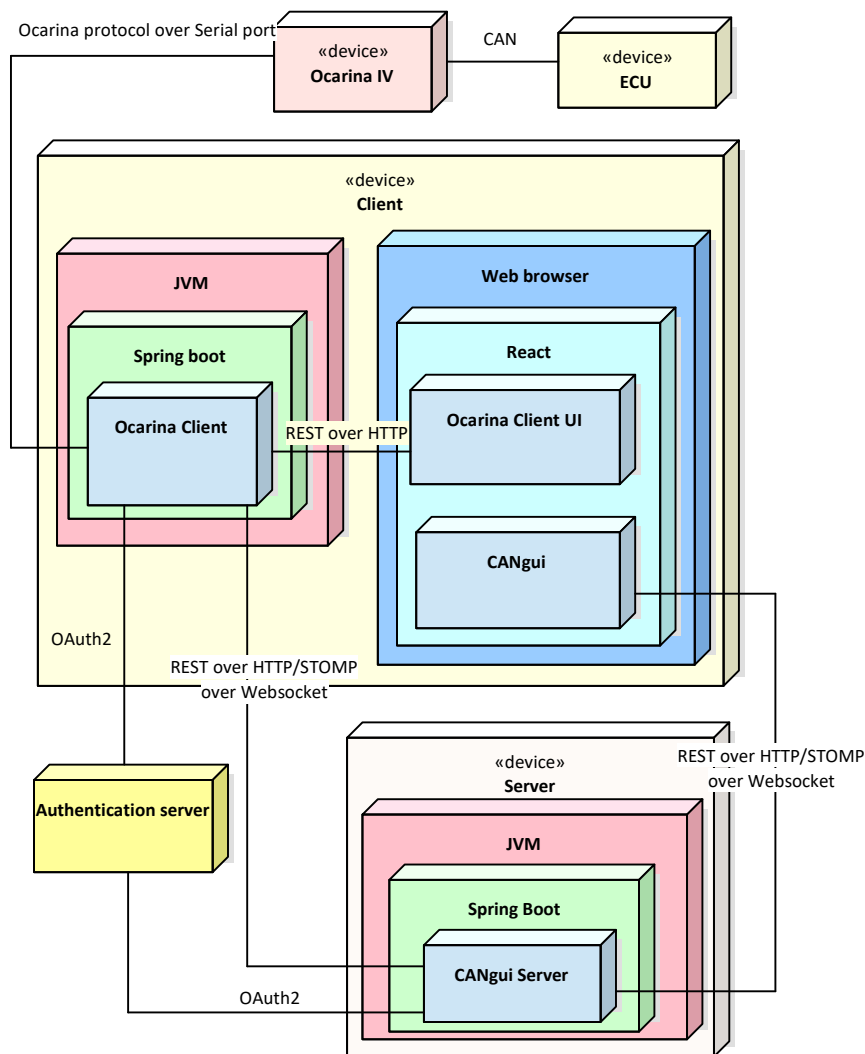 Ocarina protocol over Serial port
«device»
Ocarina IV
CAN
«device»
ECU
«device»
Client
JVM
Web browser
Spring boot
React
Ocarina Client
REST over HTTP
Ocarina Client UI
CANgui
OAuth2
REST over HTTP/STOMP
over Websocket
«device»
Server
REST over HTTP/STOMP
over Websocket
Authentication server
JVM
Spring Boot
CANgui Server
OAuth2